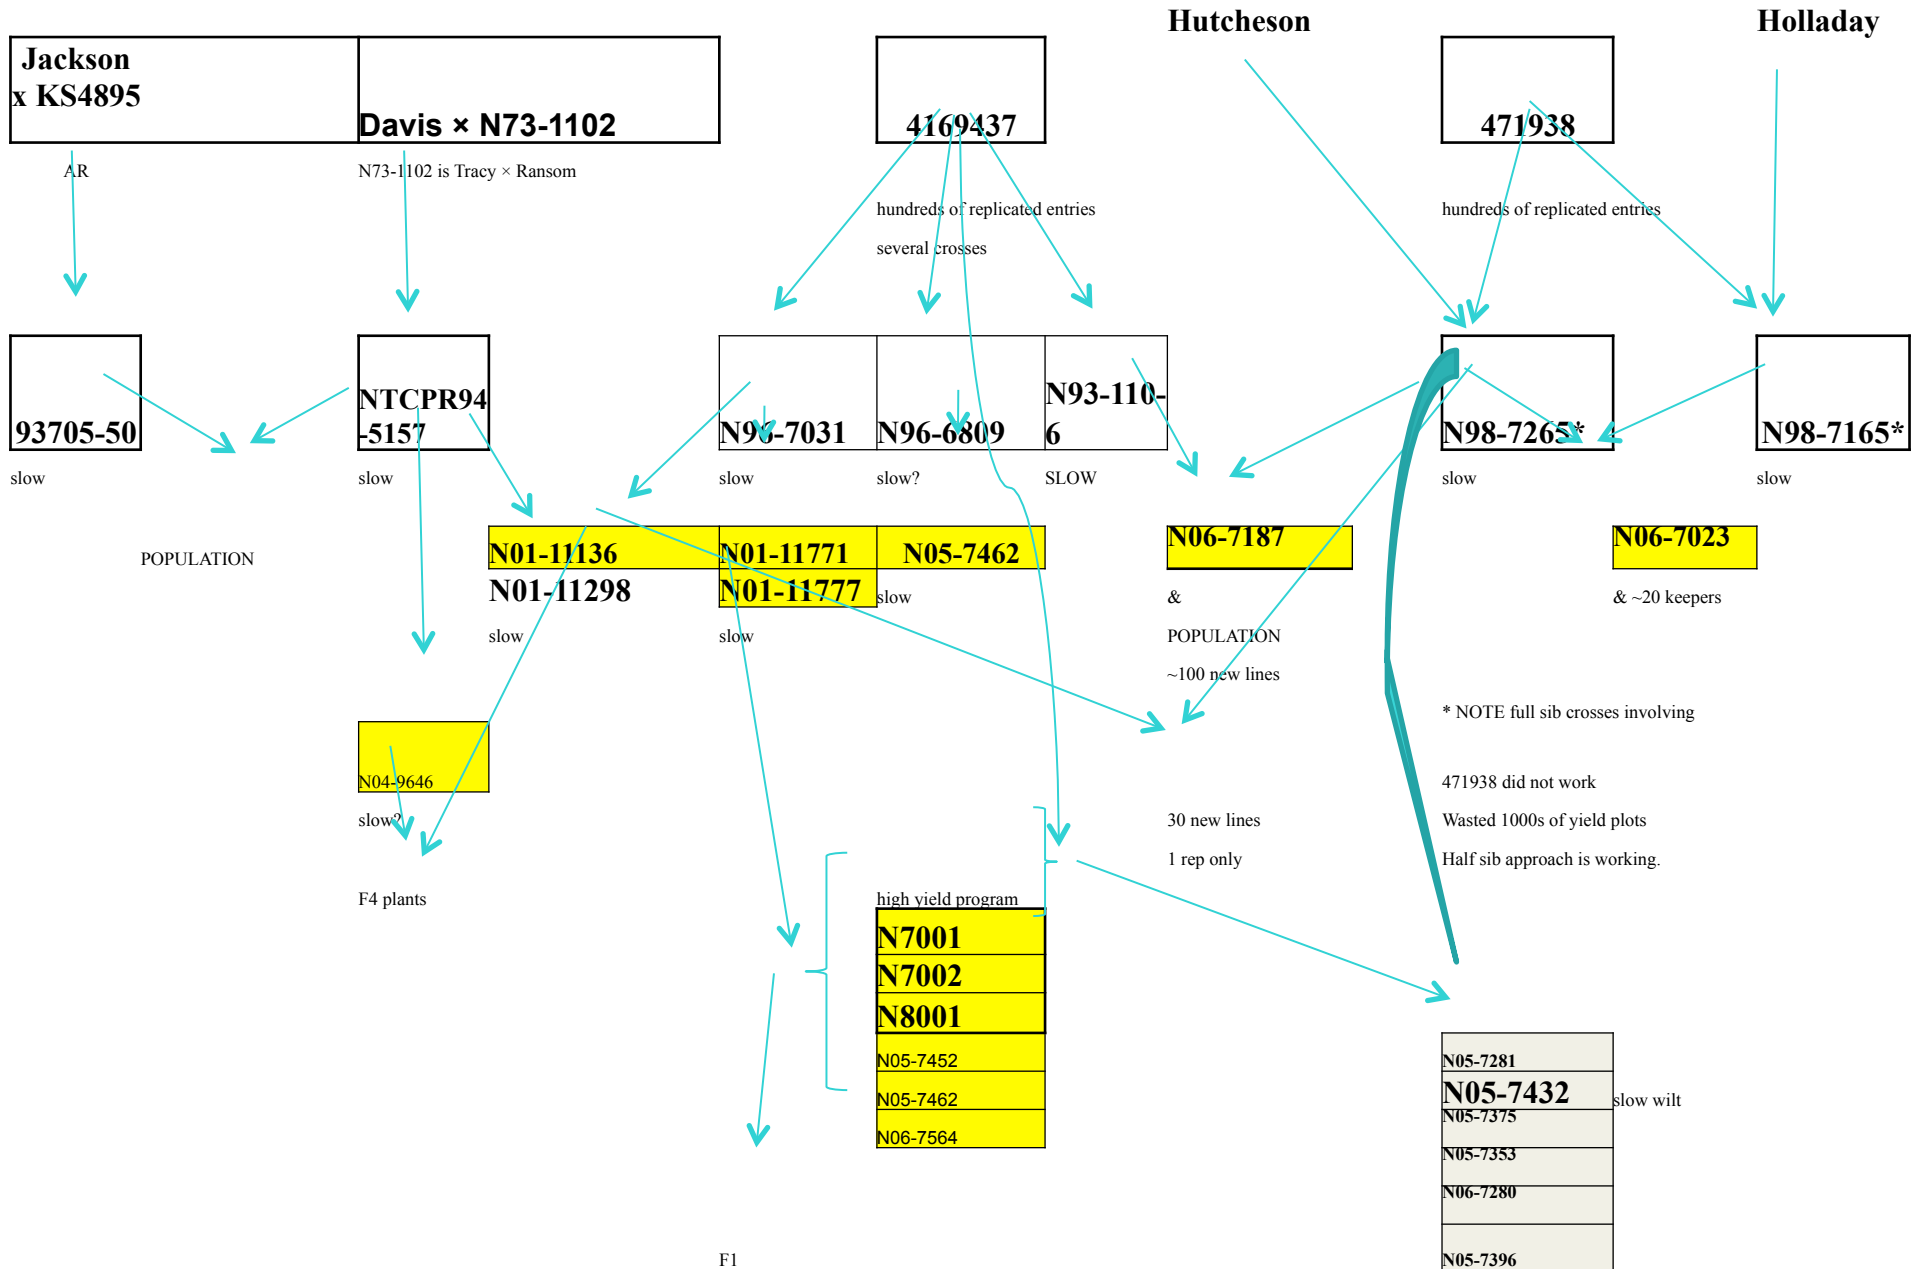 Hutcheson
Holladay
Jackson
x KS4895
Davis × N73-1102
4169437
471938
AR
N73-1102 is Tracy × Ransom
hundreds of replicated entries
hundreds of replicated entries
several crosses
93705-50
NTCPR94
-5157
N96-7031
N96-6809
N93-110-
6
N98-7265*
N98-7165*
slow
slow
slow
slow?
SLOW
slow
slow
POPULATION
N01-11136
N01-11771
N05-7462
N06-7187
N06-7023
N01-11298
N01-11777
slow
&
& ~20 keepers
slow
slow
POPULATION
~100 new lines
* NOTE full sib crosses involving
N04-9646
471938 did not work
slow?
30 new lines
Wasted 1000s of yield plots
1 rep only
Half sib approach is working.
F4 plants
high yield program
N7001
N7002
N8001
N05-7452
N05-7462
N06-7564
N05-7281
N05-7432
slow wilt
N05-7375
N05-7353
N06-7280
F1
N05-7396